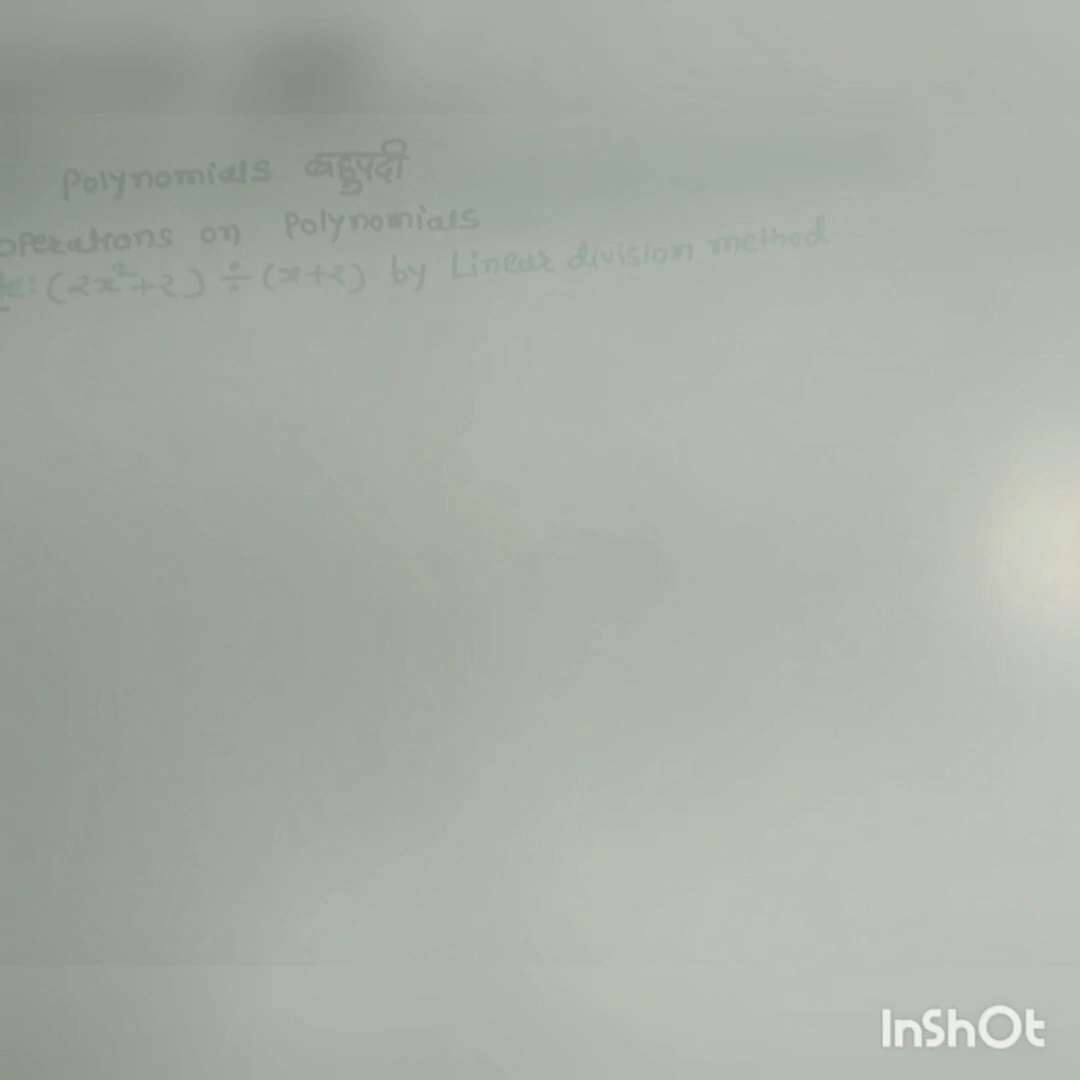 Polynomials बहुपदी
operations on Polynomials
(2x²+2) ÷ (x+2) by Linear division method
InShOt